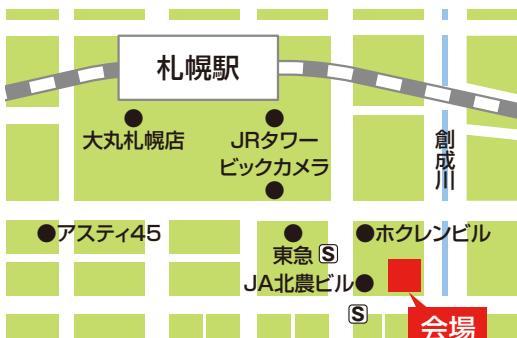 札幌駅
大丸札幌店
JRタワー
ビックカメラ
創成川
アスティ45
東急 S
ホクレンビル
JA北農ビル
S
会場